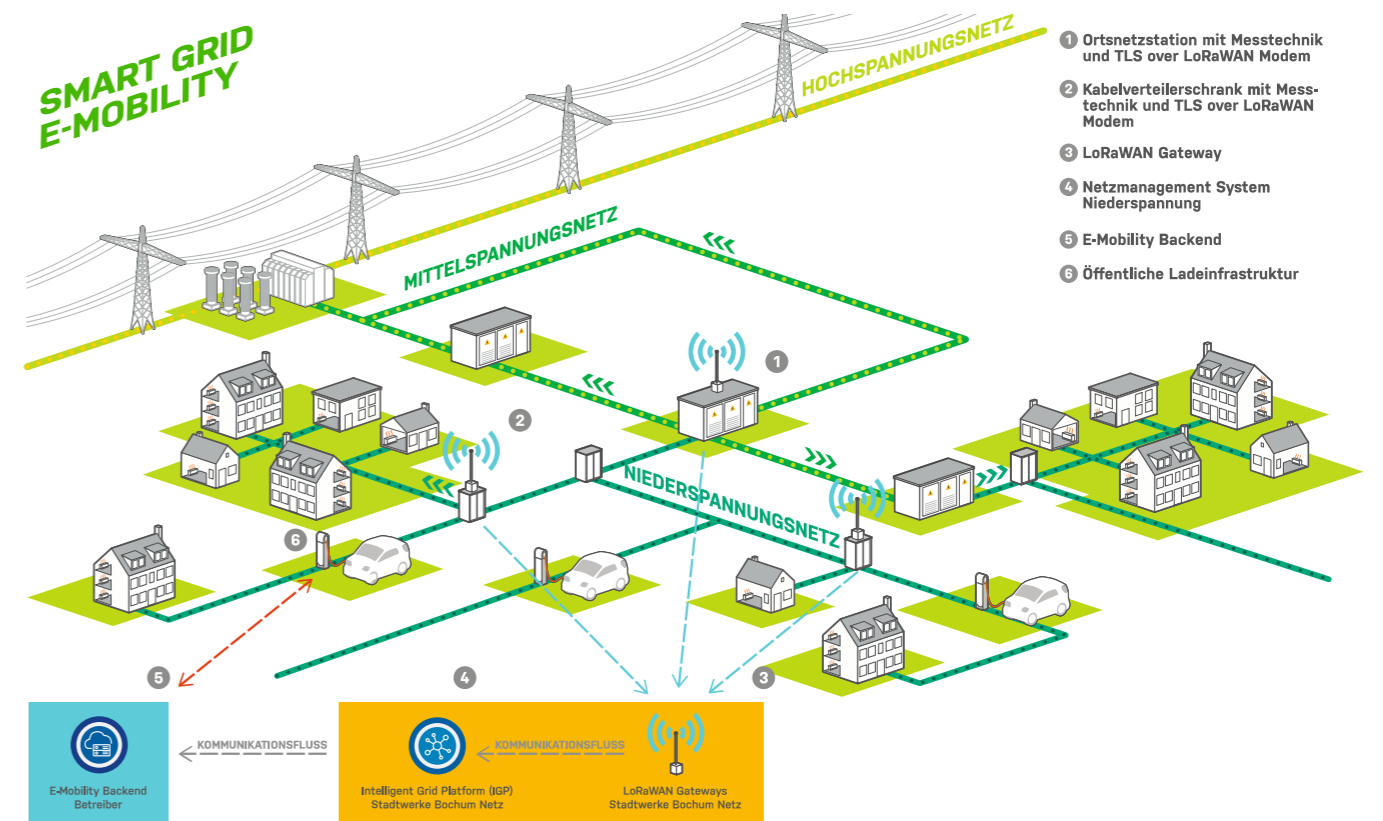 SMART GRID
E-MOBILITY
HOCHSPANNUNGSNETZ
MITTELSPANNUNGSNETZ
NIEDERSPANNUNGSNETZ
1 Ortsnetzstation mit Messtechnik
und TLS over LoRaWAN Modem
2 Kabelverteilerschrank mit Mess-
technik und TLS over LoRaWAN
Modem
3 LoRaWAN Gateway
4 Netzmanagement System
Niederspannung
5 E-Mobility Backend
6 Öffentliche Ladeinfrastruktur
1
2
6
5
4
3
KOMMUNIKATIONSFLUSS
KOMMUNIKATIONSFLUSS
E-Mobility Backend
Betreiber
Intelligent Grid Platform (IGP)
Stadtwerke Bochum Netz
LoRaWAN Gateways
Stadtwerke Bochum Netz